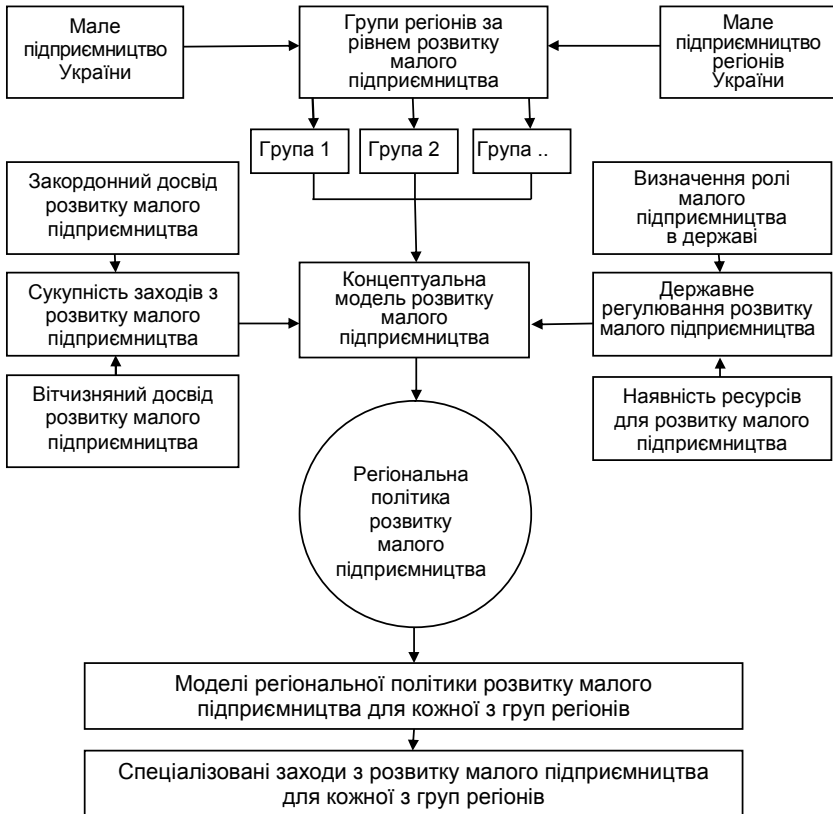 Мале
підприємництво
України
Групи регіонів за
рівнем розвитку
малого
підприємництва
Мале
підприємництво
регіонів
України
Група 1
Група 2
Група ..
Закордонний досвід
розвитку малого
підприємництва
Визначення ролі
малого
підприємництва
в державі
Сукупність заходів з
розвитку малого
підприємництва
Концептуальна
модель розвитку
малого
підприємництва
Державне
регулювання розвитку
малого підприємництва
Вітчизняний досвід
розвитку малого
підприємництва
Наявність ресурсів
для розвитку малого
підприємництва
Регіональна
політика
розвитку
малого
підприємництва
Моделі регіональної політики розвитку малого
підприємництва для кожної з груп регіонів
Спеціалізовані заходи з розвитку малого підприємництва
для кожної з груп регіонів